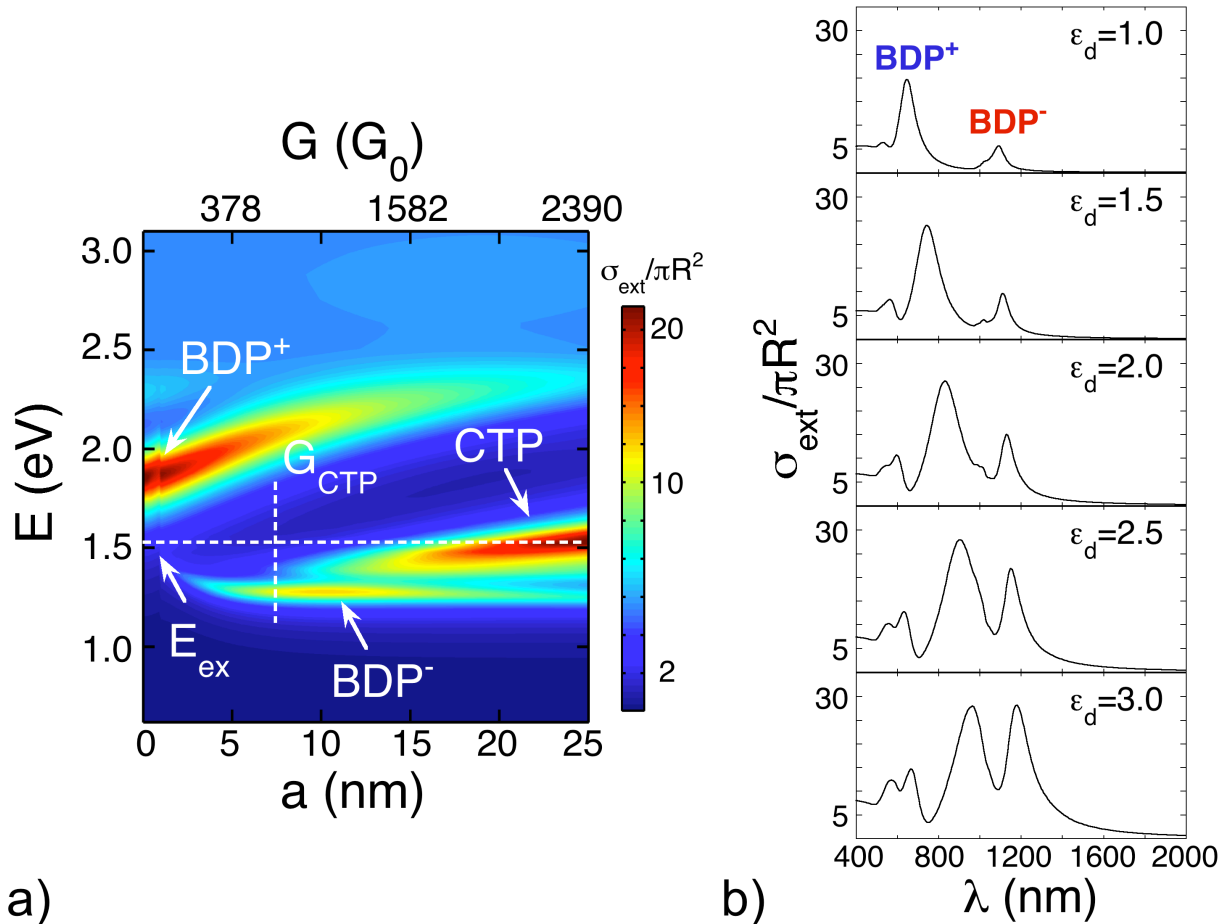 G (G0)
378 1582 2390
3.0
2.5
2.0
1.5
1.0
E (eV)
BDP+
GCTP
CTP
Eex
BDP-
0 5 10 15 20 25
a (nm)
σext/πR2
20
10
2
a)
30
5
εd=1.0
BDP+
BDP-
30
5
εd=1.5
30
5
εd=2.0
30
5
εd=2.5
30
5
εd=3.0
σext/πR2
400 800 1200 1600 2000
λ (nm)
b)